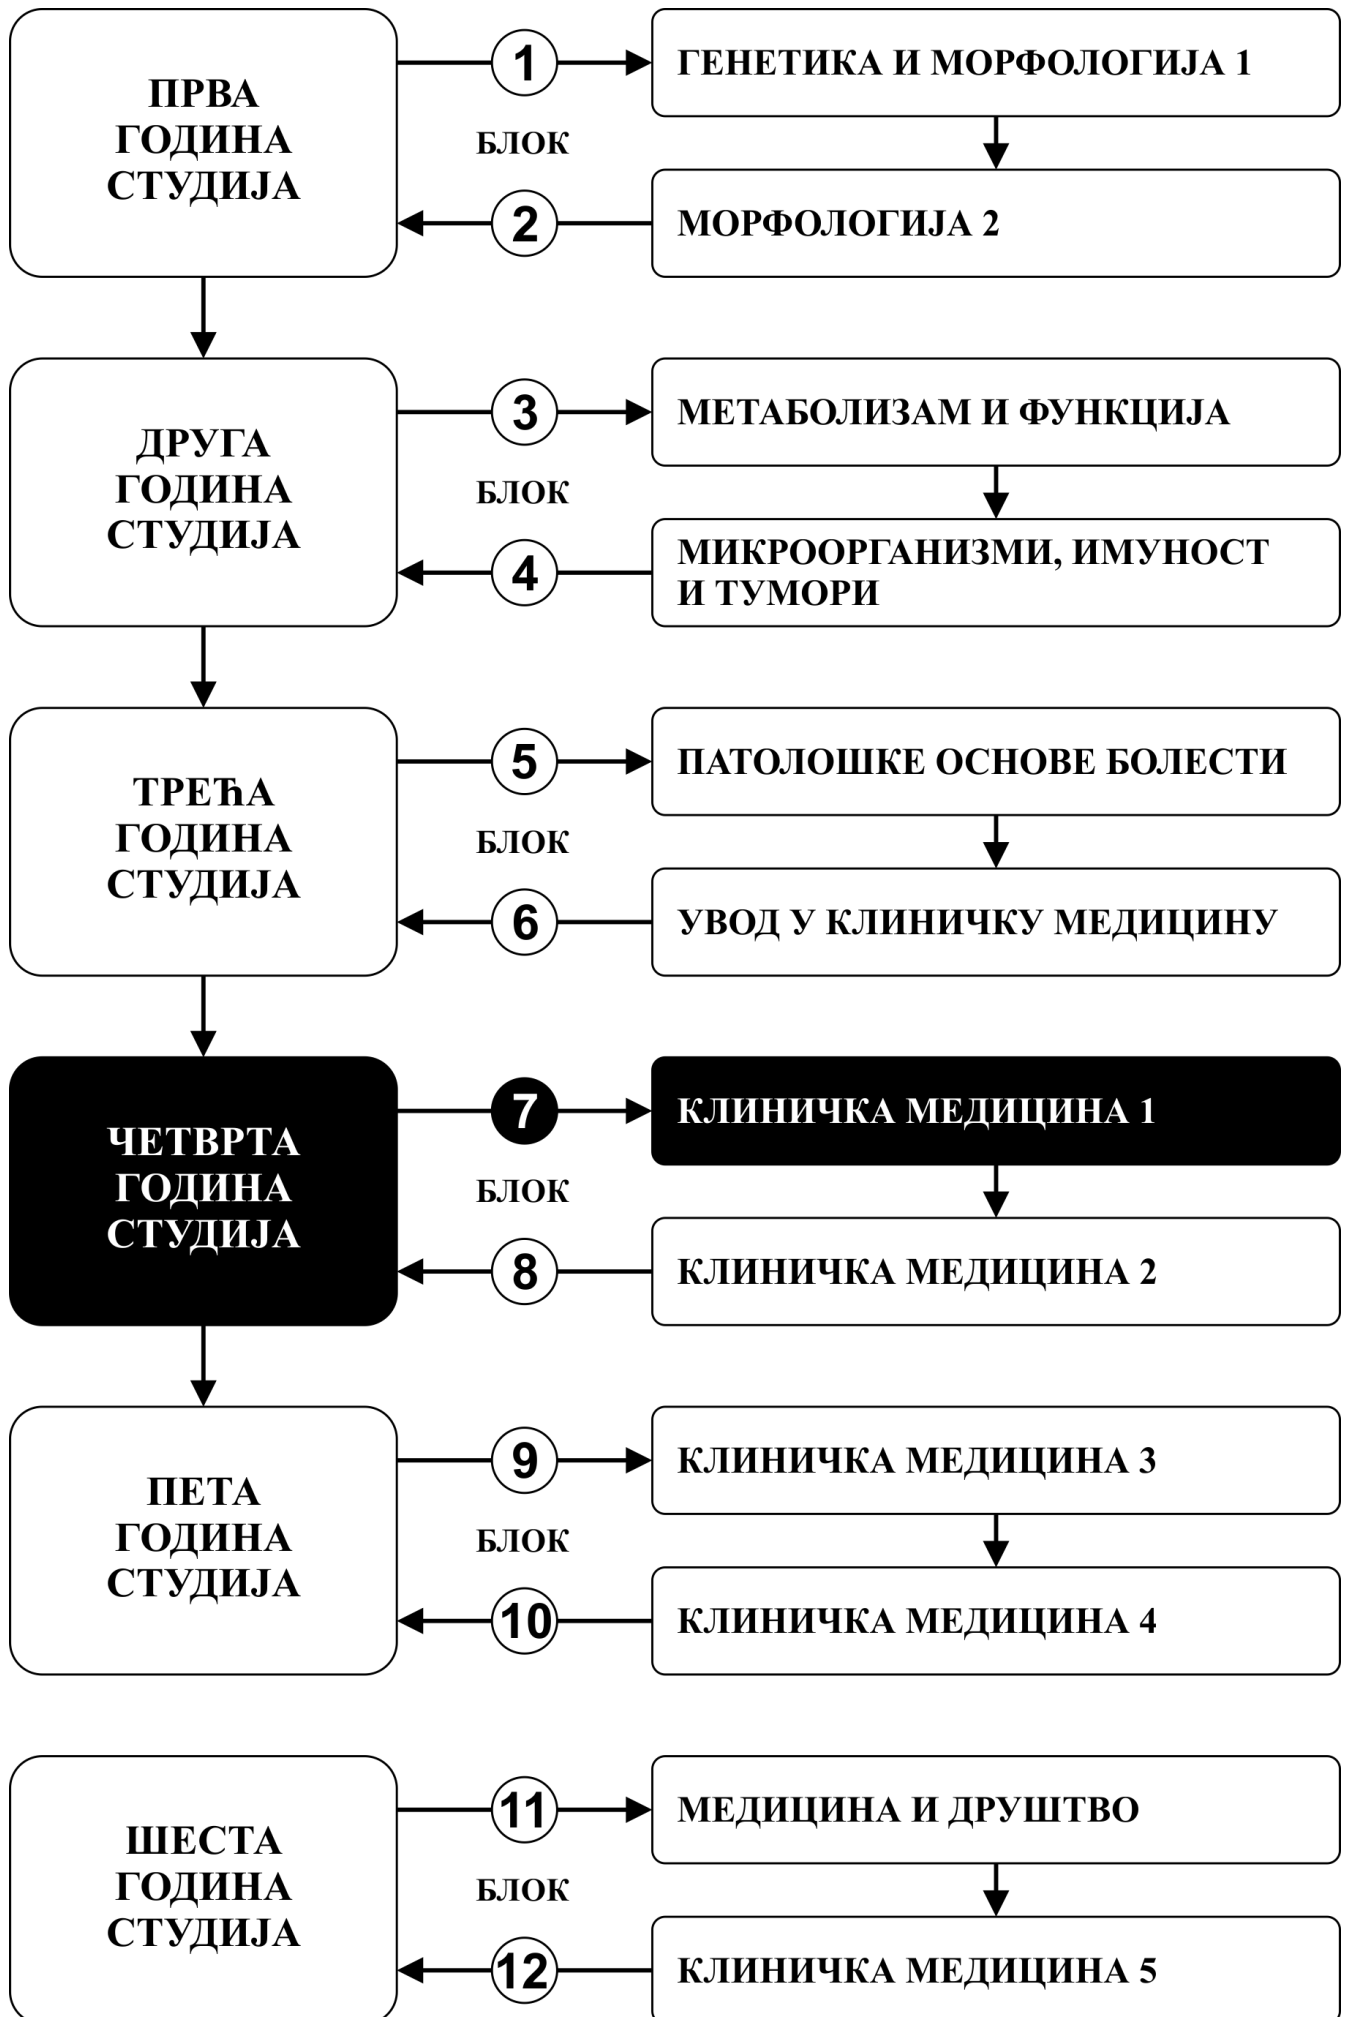 ПРВА
ГОДИНА
СТУДИЈА
1
БЛОК
2
ГЕНЕТИКА И МОРФОЛОГИЈА 1
МОРФОЛОГИЈА 2
ДРУГА
ГОДИНА
СТУДИЈА
3
БЛОК
4
МЕТАБОЛИЗАМ И ФУНКЦИЈА
МИКРООРГАНИЗМИ, ИМУНОСТ
И ТУМОРИ
ТРЕЋА
ГОДИНА
СТУДИЈА
5
БЛОК
6
ПАТОЛОШКЕ ОСНОВЕ БОЛЕСТИ
УВОД У КЛИНИЧКУ МЕДИЦИНУ
ЧЕТВРТА
ГОДИНА
СТУДИЈА
7
БЛОК
8
КЛИНИЧКА МЕДИЦИНА 1
КЛИНИЧКА МЕДИЦИНА 2
ПЕТА
ГОДИНА
СТУДИЈА
9
БЛОК
10
КЛИНИЧКА МЕДИЦИНА 3
КЛИНИЧКА МЕДИЦИНА 4
ШЕСТА
ГОДИНА
СТУДИЈА
11
БЛОК
12
МЕДИЦИНА И ДРУШТВО
КЛИНИЧКА МЕДИЦИНА 5